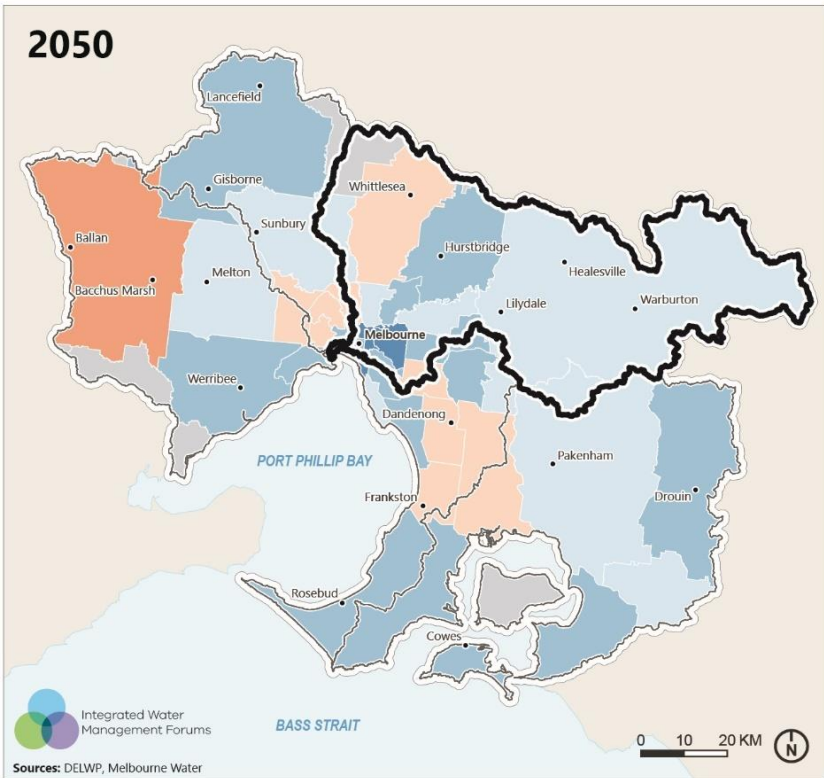 2050
Lancefield
Gisborne
Whittlesea
Sunbury
Hurstbridge
Ballan
Healesville
Melton
Bacchus Marsh
Lilydale
Warburton
Melbourne
Werribee
Dandenong
PORT PHILLIP BAY
Pakenham
Frankston
Drouin
Rosebud
Cowes
Integrated Water
Management Forums
BASS STRAIT
0 10 20 KM
N
Sources: DELWP, Melbourne Water